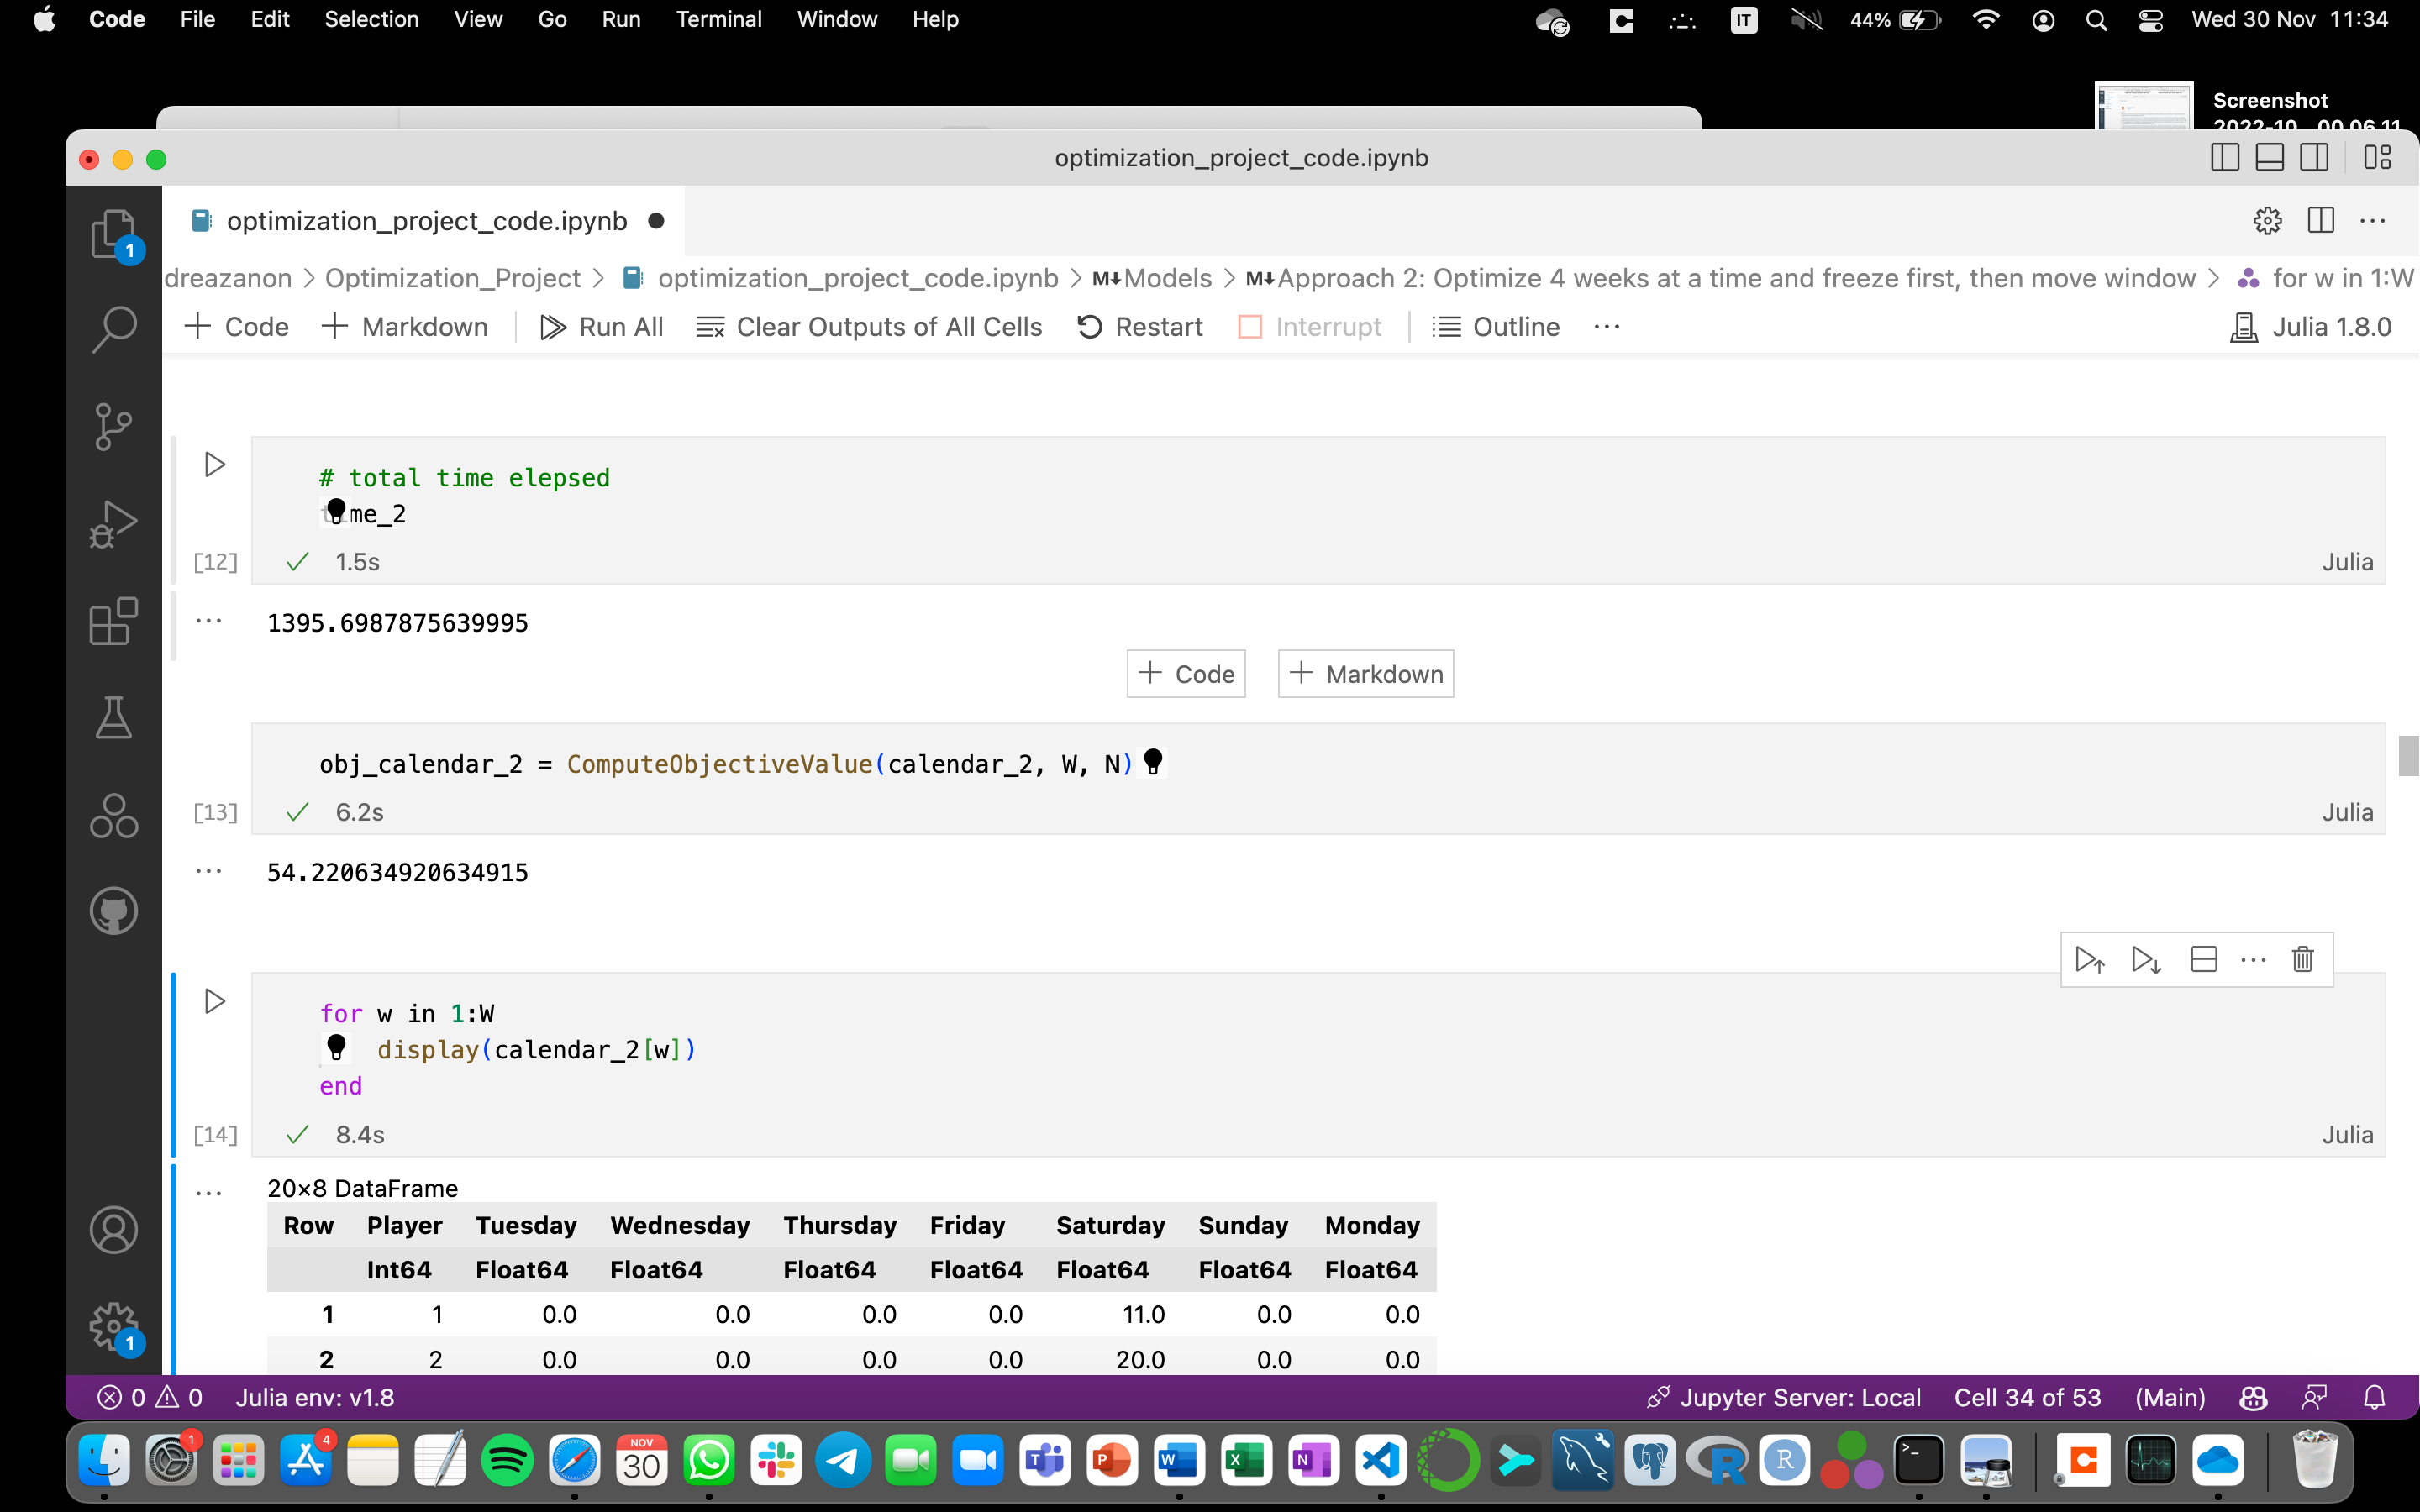 Code File Edit Selection View Go Run Terminal Window Help IT 44% Wed 30 Nov 11:34
Screenshot
optimization_project_code.ipynb
optimization_project_code.ipynb
1
dreazanon > Optimization_Project > optimization_project_code.ipynb > M↓Models > M↓Approach 2: Optimize 4 weeks at a time and freeze first, then move window > for w in 1:W
+ Code + Markdown Run All Clear Outputs of All Cells Restart Interrupt Outline ··· Julia 1.8.0
# total time elepsed
me_2
[12] ✓ 1.5s Julia
1395.6987875639995
+ Code + Markdown
obj_calendar_2 = ComputeObjectiveValue(calendar_2, W, N)
[13] ✓ 6.2s Julia
54.220634920634915
for w in 1:W
display(calendar_2[w])
end
[14] ✓ 8.4s Julia
20×8 DataFrame
Row Player Tuesday Wednesday Thursday Friday Saturday Sunday Monday
Int64 Float64 Float64 Float64 Float64 Float64 Float64 Float64
1 1 0.0 0.0 0.0 0.0 11.0 0.0 0.0
1
2 2 0.0 0.0 0.0 0.0 20.0 0.0 0.0
0 0 Julia env: v1.8 Jupyter Server: Local Cell 34 of 53 (Main)
1 4 NOV 30